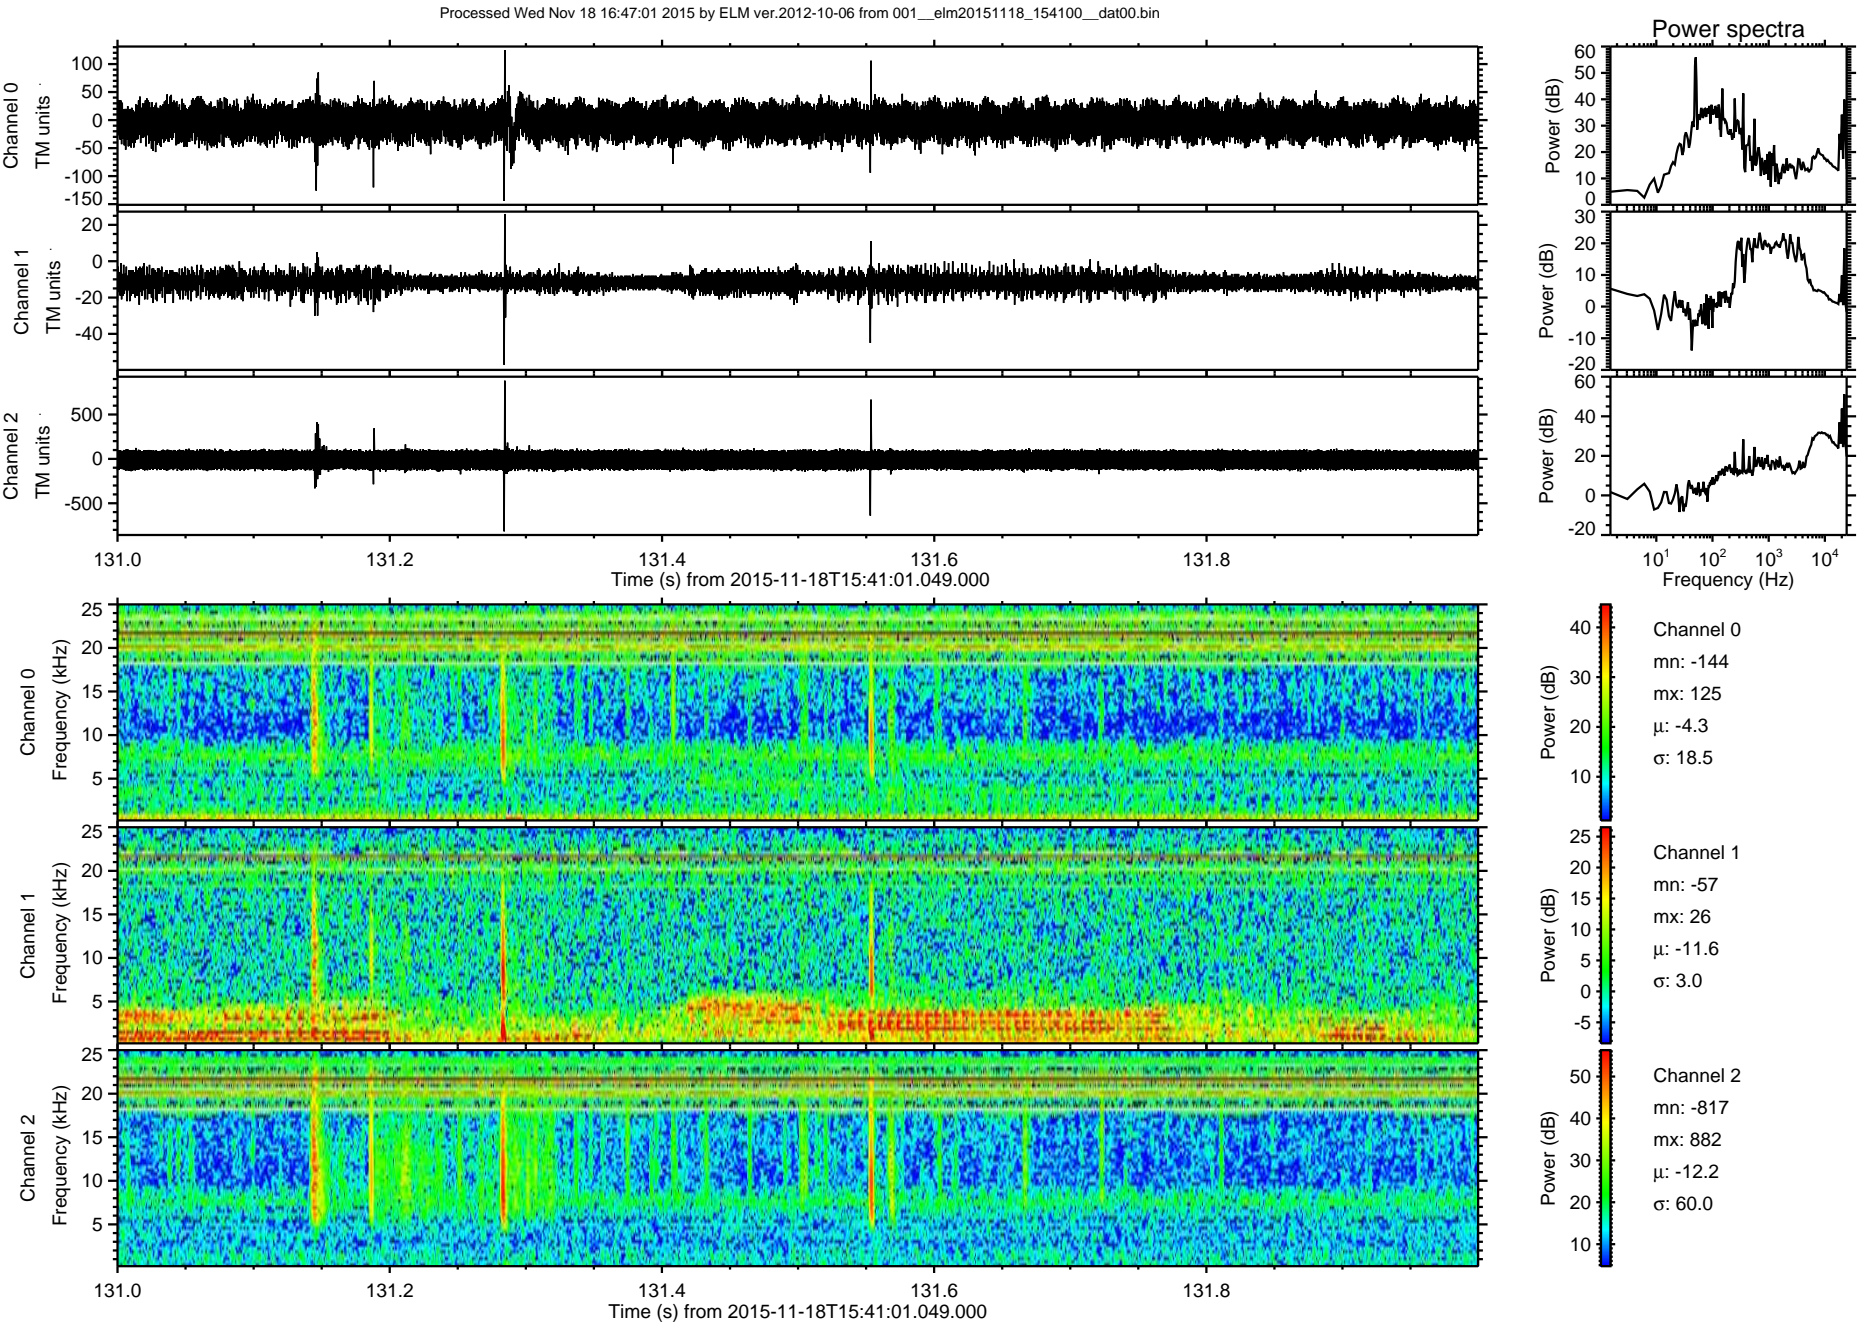 Processed Wed Nov 18 16:47:01 2015 by ELM ver.2012-10-06 from 001__elm20151118_154100__dat00.bin
Power spectra
Channel 0
TM units
100
50
0
-50
-100
-150
Power (dB)
60
50
40
30
20
10
0
Channel 1
TM units
20
0
-20
-40
Power (dB)
30
20
10
0
-10
-20
Channel 2
TM units
500
0
-500
Power (dB)
60
40
20
0
-20
131.0 131.2 131.4 131.6 131.8
Time (s) from 2015-11-18T15:41:01.049.000
10^1 10^2 10^3 10^4
Frequency (Hz)
Channel 0
Frequency (kHz)
25
20
15
10
5
Power (dB)
40
30
20
10
Channel 0
mn: -144
mx: 125
μ: -4.3
σ: 18.5
Channel 1
Frequency (kHz)
25
20
15
10
5
Power (dB)
25
20
15
10
5
0
-5
Channel 1
mn: -57
mx: 26
μ: -11.6
σ: 3.0
Channel 2
Frequency (kHz)
25
20
15
10
5
Power (dB)
50
40
30
20
10
Channel 2
mn: -817
mx: 882
μ: -12.2
σ: 60.0
131.0 131.2 131.4 131.6 131.8
Time (s) from 2015-11-18T15:41:01.049.000